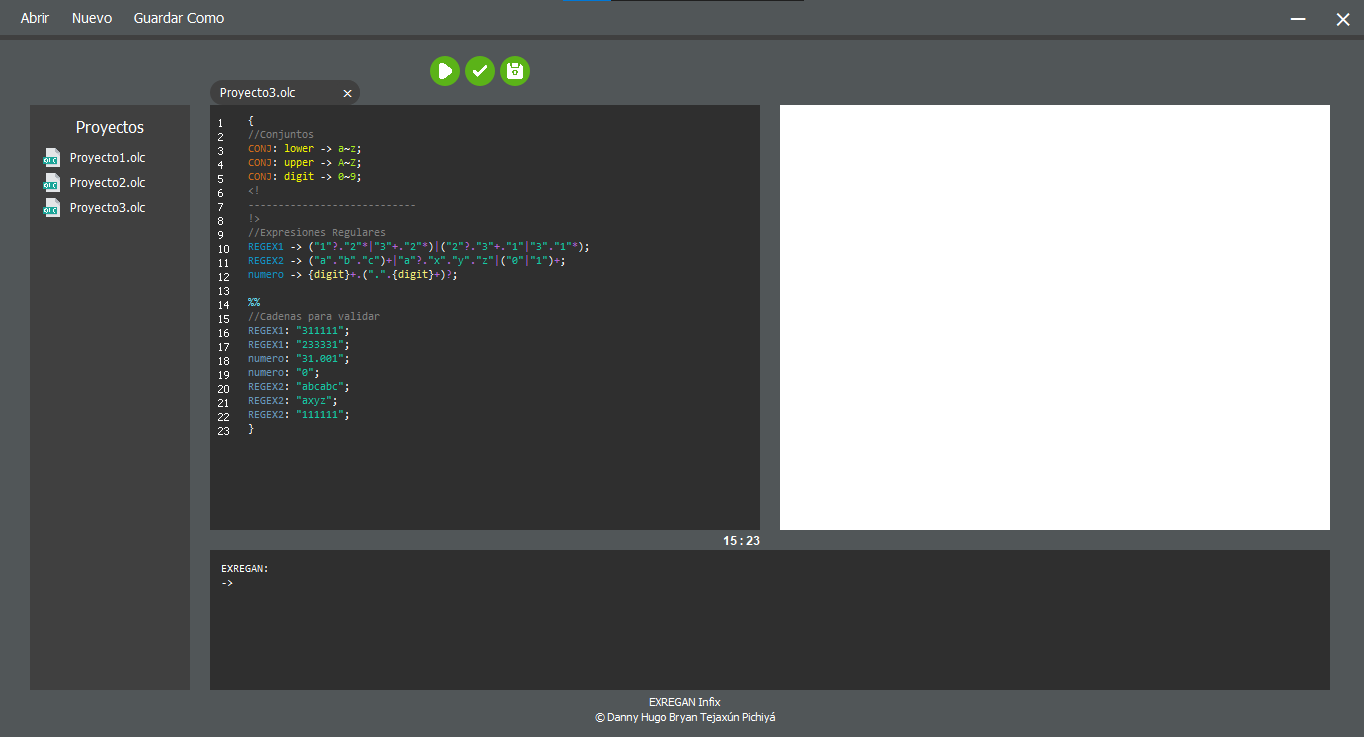 Abrir Nuevo Guardar Como
Proyecto3.olc
Proyectos
Proyecto1.olc
Proyecto2.olc
Proyecto3.olc
1 {
2 //Conjuntos
3 CONJ: lower -> a~z;
4 CONJ: upper -> A~Z;
5 CONJ: digit -> 0~9;
6 <!
7 ----------------------------
8 !>
9 //Expresiones Regulares
10 REGEX1 -> ("1"?."2"*|"3"+."2"*)|("2"?."3"+."1"|"3"."1"*);
11 REGEX2 -> ("a"."b"."c")+|"a"?."x"."y"."z"|("0"|"1")+;
12 numero -> {digit}+.(".".{digit}+)?;
13
14 %%
15 //Cadenas para validar
16 REGEX1: "311111";
17 REGEX1: "233331";
18 numero: "31.001";
19 numero: "0";
20 REGEX2: "abcabc";
21 REGEX2: "axyz";
22 REGEX2: "111111";
23 }
15 : 23
EXREGAN:
->
EXREGAN Infix
© Danny Hugo Bryan Tejaxún Pichiyá